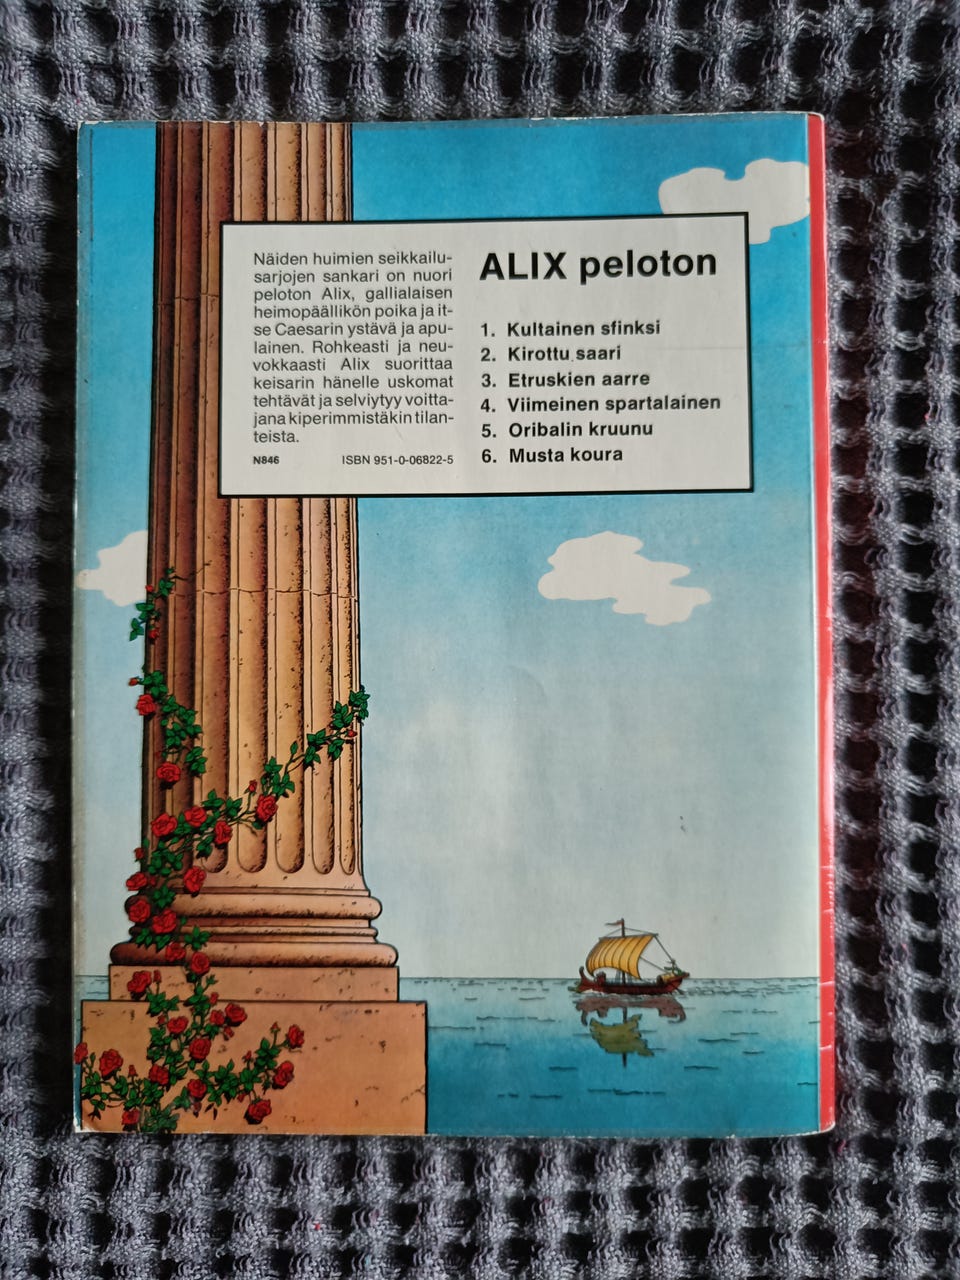 Näiden huimien seikkailu-
sarjojen sankari on nuori
peloton Alix, gallialaisen
heimopäällikön poika ja it-
se Caesarin ystävä ja apu-
lainen. Rohkeasti ja neu-
vokkaasti Alix suorittaa
keisarin hänelle uskomat
tehtävät ja selviytyy voitta-
jana kiperimmistäkin tilan-
teista.
N846 ISBN 951-0-06822-5
ALIX peloton
1. Kultainen sfinksi
2. Kirottu saari
3. Etruskien aarre
4. Viimeinen spartalainen
5. Oribalin kruunu
6. Musta koura